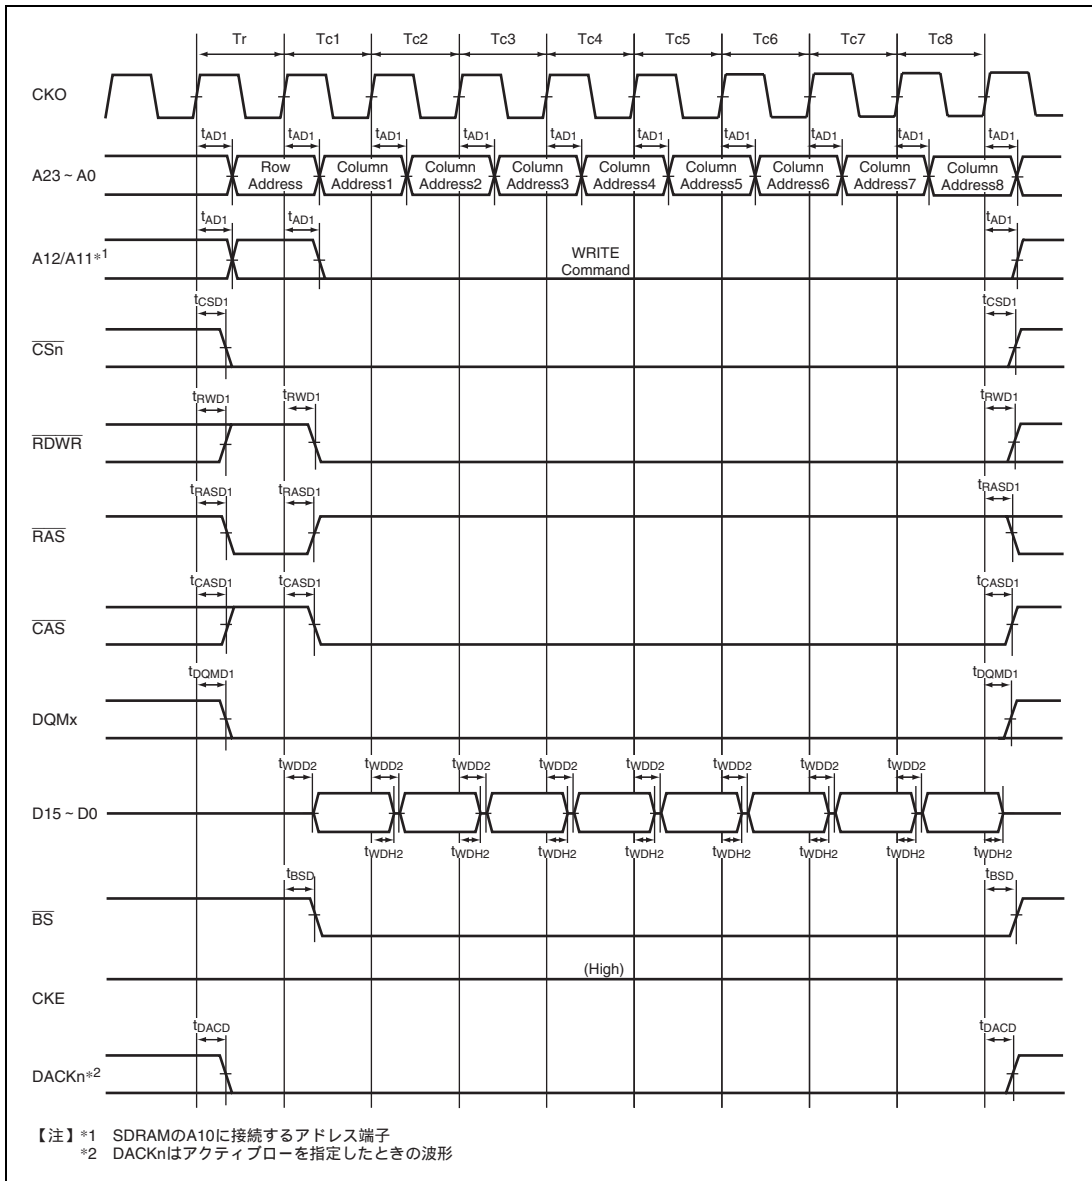 Tr Tc1 Tc2 Tc3 Tc4 Tc5 Tc6 Tc7 Tc8
CKO
tAD1 tAD1 tAD1 tAD1 tAD1 tAD1 tAD1 tAD1 tAD1 tAD1
A23 ~ A0
Row Address
Column Address1
Column Address2
Column Address3
Column Address4
Column Address5
Column Address6
Column Address7
Column Address8
tAD1 tAD1 tAD1
A12/A11*1
WRITE
Command
tCSD1 tCSD1
CSn
tRWD1 tRWD1 tRWD1
RDWR
tRASD1 tRASD1 tRASD1
RAS
tCASD1 tCASD1 tCASD1
CAS
tDQMD1 tDQMD1
DQMx
tWDD2 tWDD2 tWDD2 tWDD2 tWDD2 tWDD2 tWDD2 tWDD2
D15 ~ D0
tWDH2 tWDH2 tWDH2 tWDH2 tWDH2 tWDH2 tWDH2 tWDH2
tBSD tBSD
BS
(High)
CKE
tDACD tDACD
DACKn*2
【注】*1 SDRAMのA10に接続するアドレス端子
*2 DACKnはアクティブローを指定したときの波形